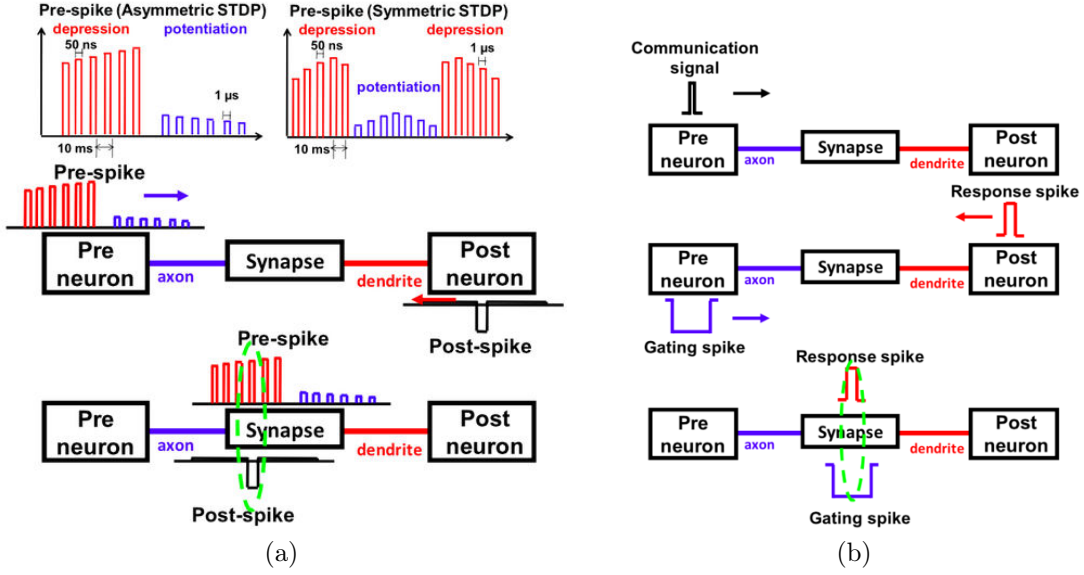 Pre-spike (Asymmetric STDP)
depression
potentiation
50 ns
1 µs
10 ms
Pre-spike (Symmetric STDP)
depression
depression
50 ns
1 µs
potentiation
10 ms
Pre-spike
Pre
neuron
axon
Synapse
dendrite
Post
neuron
Post-spike
Pre-spike
Pre
neuron
axon
Synapse
dendrite
Post
neuron
Post-spike
(a)
Communication
signal
Pre
neuron
axon
Synapse
dendrite
Post
neuron
Response spike
Pre
neuron
axon
Synapse
dendrite
Post
neuron
Gating spike
Response spike
Pre
neuron
axon
Synapse
dendrite
Post
neuron
Gating spike
(b)